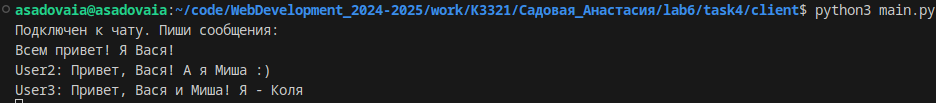 asadovaia@asadovaia:~/code/WebDevelopment_2024-2025/work/K3321/Садовая_Анастасия/lab6/task4/client$ python3 main.py
Подключен к чату. Пиши сообщения:
Всем привет! Я Вася!
User2: Привет, Вася! А я Миша :)
User3: Привет, Вася и Миша! Я - Коля